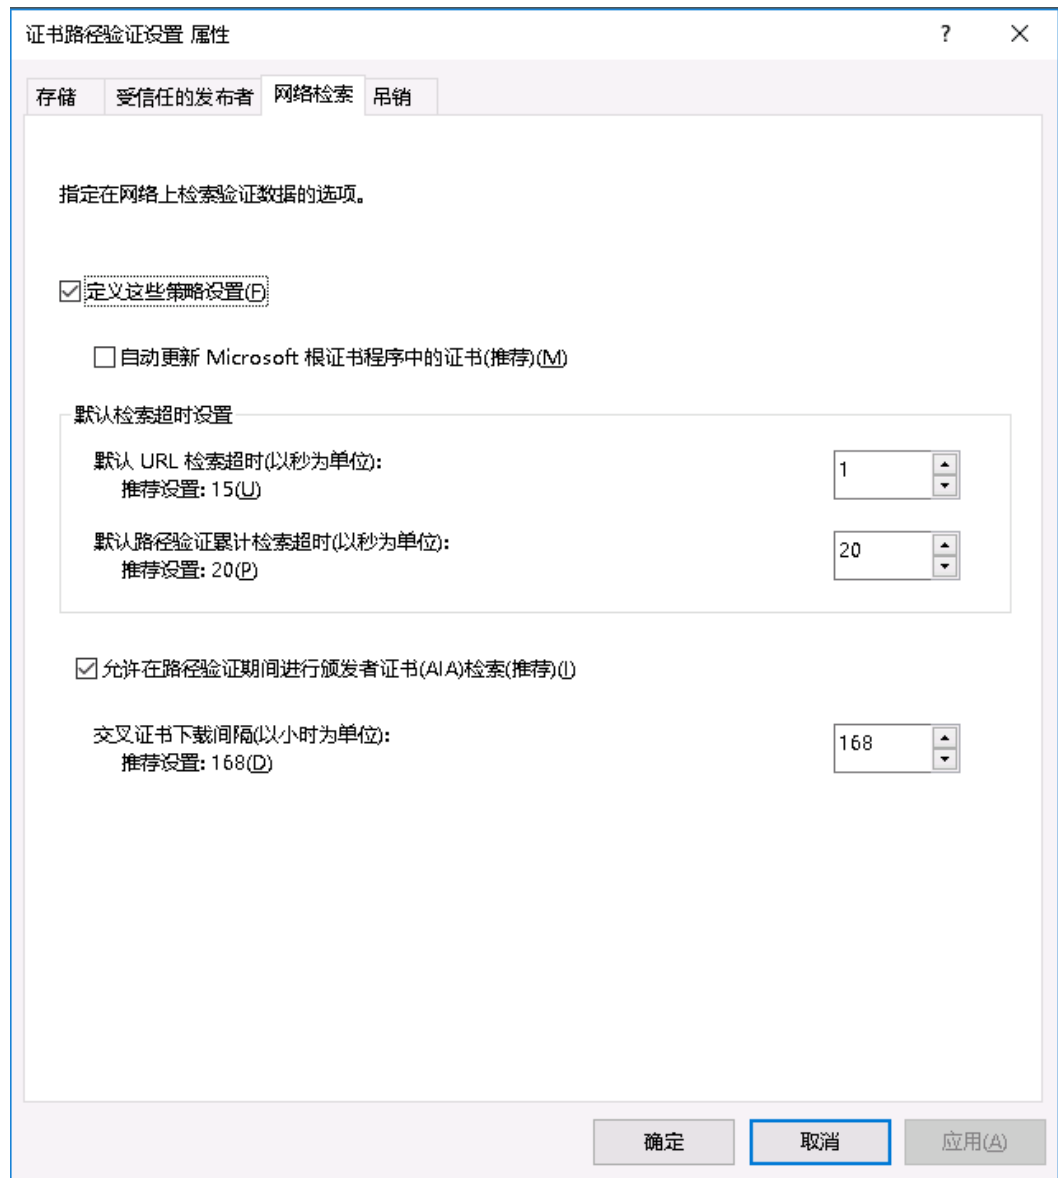 证书路径验证设置 属性
?
存储 受信任的发布者 网络检索 吊销
指定在网络上检索验证数据的选项。
定义这些策略设置(F)
自动更新 Microsoft 根证书程序中的证书(推荐)(M)
默认检索超时设置
默认 URL 检索超时(以秒为单位):
推荐设置: 15(U)
1
默认路径验证累计检索超时(以秒为单位):
推荐设置: 20(P)
20
允许在路径验证期间进行颁发者证书(AIA)检索(推荐)(I)
交叉证书下载间隔(以小时为单位):
推荐设置: 168(D)
168
确定 取消 应用(A)